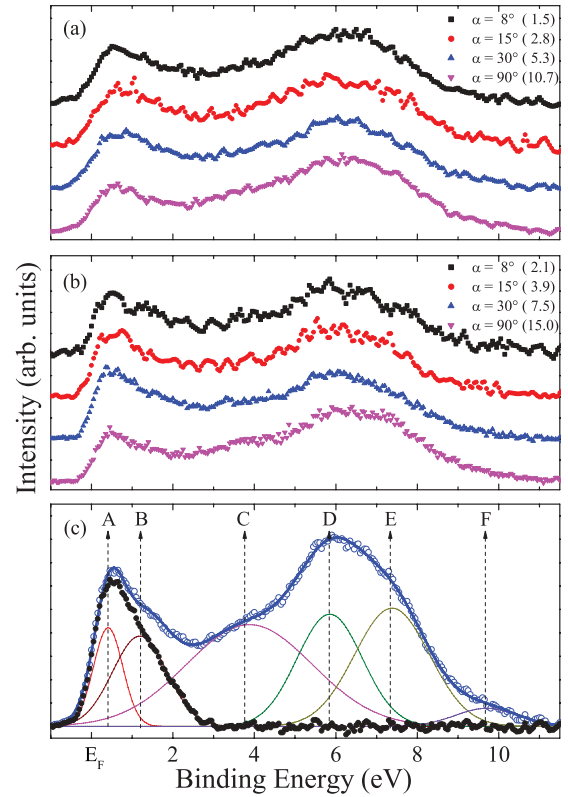 (a)
α = 8° ( 1.5)
α = 15° ( 2.8)
α = 30° ( 5.3)
α = 90° (10.7)
(b)
α = 8° ( 2.1)
α = 15° ( 3.9)
α = 30° ( 7.5)
α = 90° (15.0)
Intensity (arb. units)
(c)
A B C D E F
E_F 2 4 6 8 10
Binding Energy (eV)